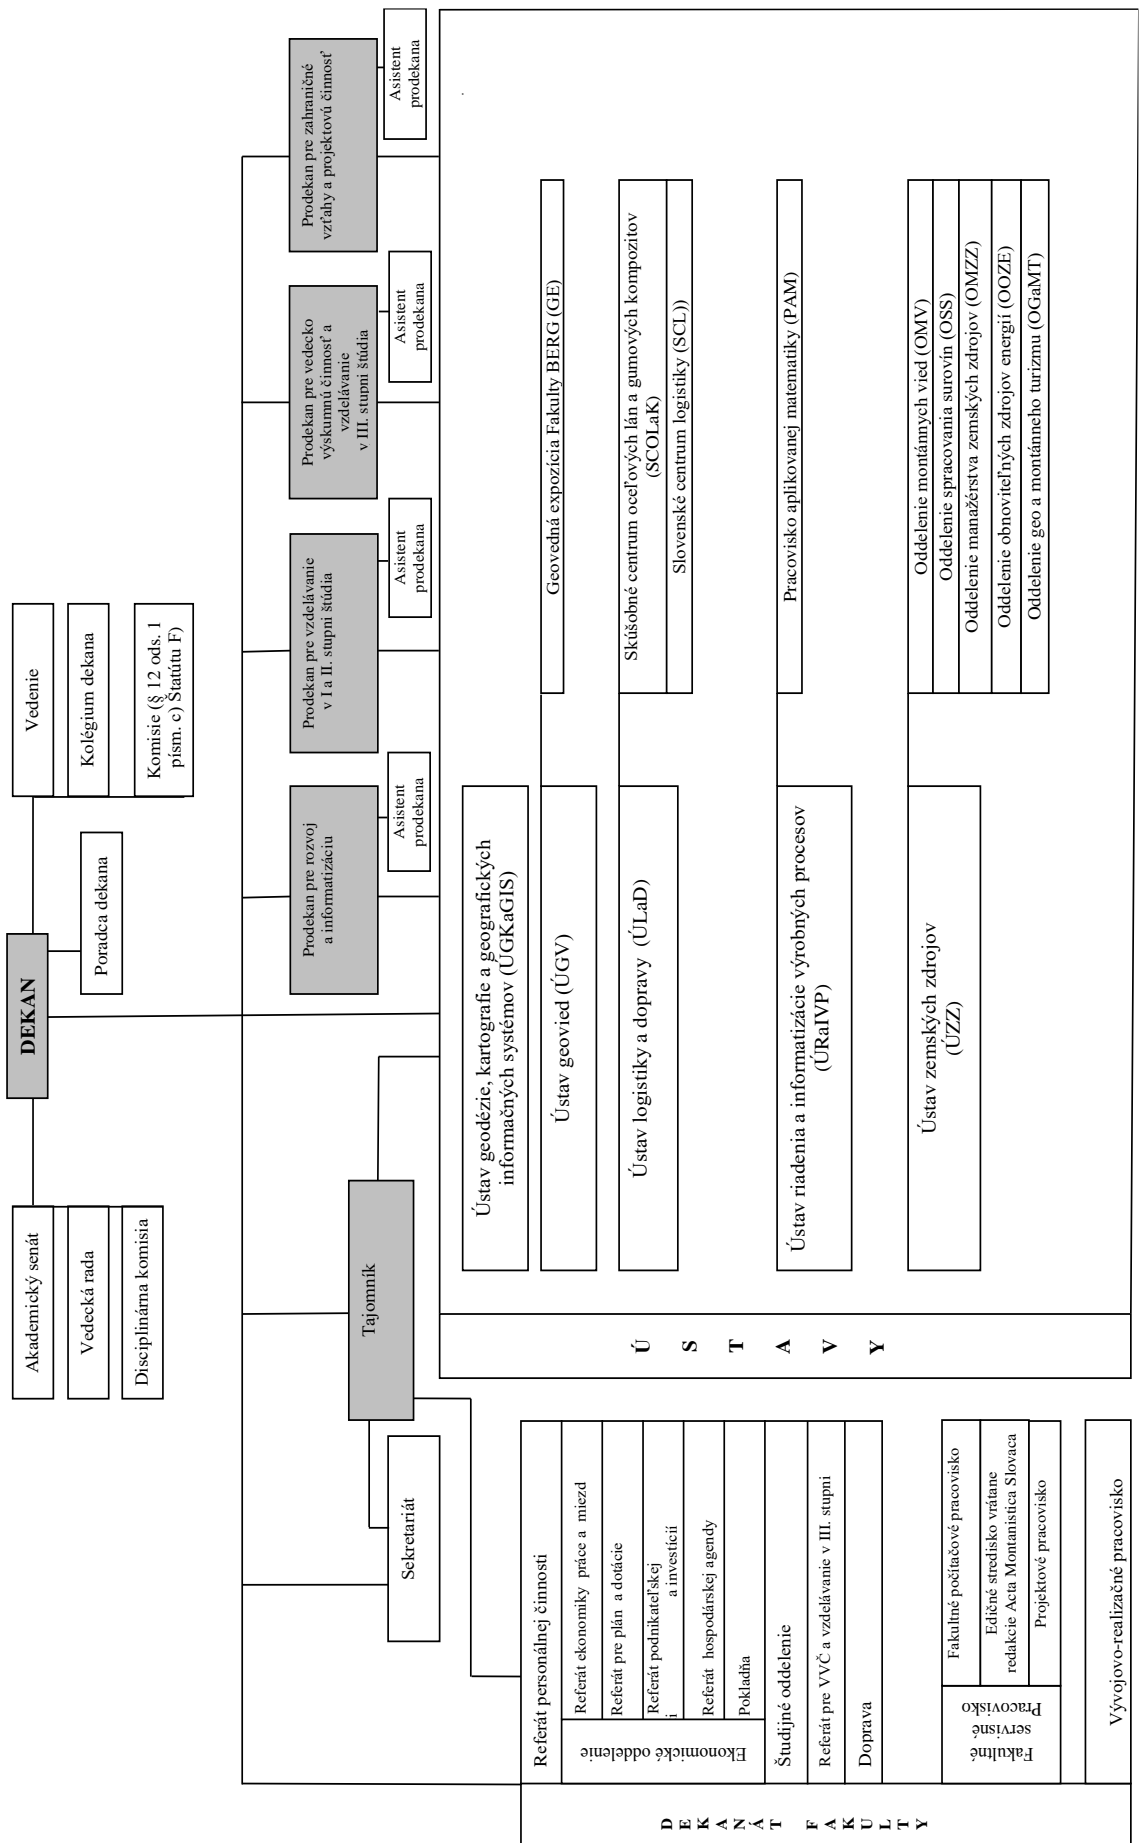 DEKAN
Akademický senát
Vedecká rada
Disciplinárna komisia
Poradca dekana
Vedenie
Kolégium dekana
Komisie (§ 12 ods. 1
písm. c) Štatútu F)
Tajomník
Sekretariát
Prodekan pre rozvoj
a informatizáciu
Asistent
prodekana
Prodekan pre vzdelávanie
v I a II. stupni štúdia
Asistent
prodekana
Prodekan pre vedecko
výskumnú činnosť a
vzdelávanie
v III. stupni štúdia
Asistent
prodekana
Prodekan pre zahraničné
vzťahy a projektovú činnosť
Asistent
prodekana
DEKANÁT FAKULTY
Referát personálnej činnosti
Ekonomické oddelenie
Referát ekonomiky práce a miezd
Referát pre plán a dotácie
Referát podnikateľskej
i a investícií
Referát hospodárskej agendy
Pokladňa
Študijné oddelenie
Referát pre VVČ a vzdelávanie v III. stupni
Doprava
Fakultné
servisné
Pracovisko
Fakultné počítačové pracovisko
Edičné stredisko vrátane
redakcie Acta Montanistica Slovaca
Projektové pracovisko
Vývojovo-realizačné pracovisko
ÚSTAVY
Ústav geodézie, kartografie a geografických
informačných systémov (ÚGKaGIS)
Ústav geovied (ÚGV)
Geovedná expozícia Fakulty BERG (GE)
Ústav logistiky a dopravy (ÚLaD)
Skúšobné centrum oceľových lán a gumových kompozitov
(SCOLaK)
Slovenské centrum logistiky (SCL))
Ústav riadenia a informatizácie výrobných procesov
(ÚRaIVP)
Pracovisko aplikovanej matematiky (PAM)
Ústav zemských zdrojov
(ÚZZ)
Oddelenie montánnych vied (OMV)
Oddelenie spracovania surovín (OSS)
Oddelenie manažérstva zemských zdrojov (OMZZ)
Oddelenie obnoviteľných zdrojov energií (OOZE)
Oddelenie geo a montánneho turizmu (OGaMT)